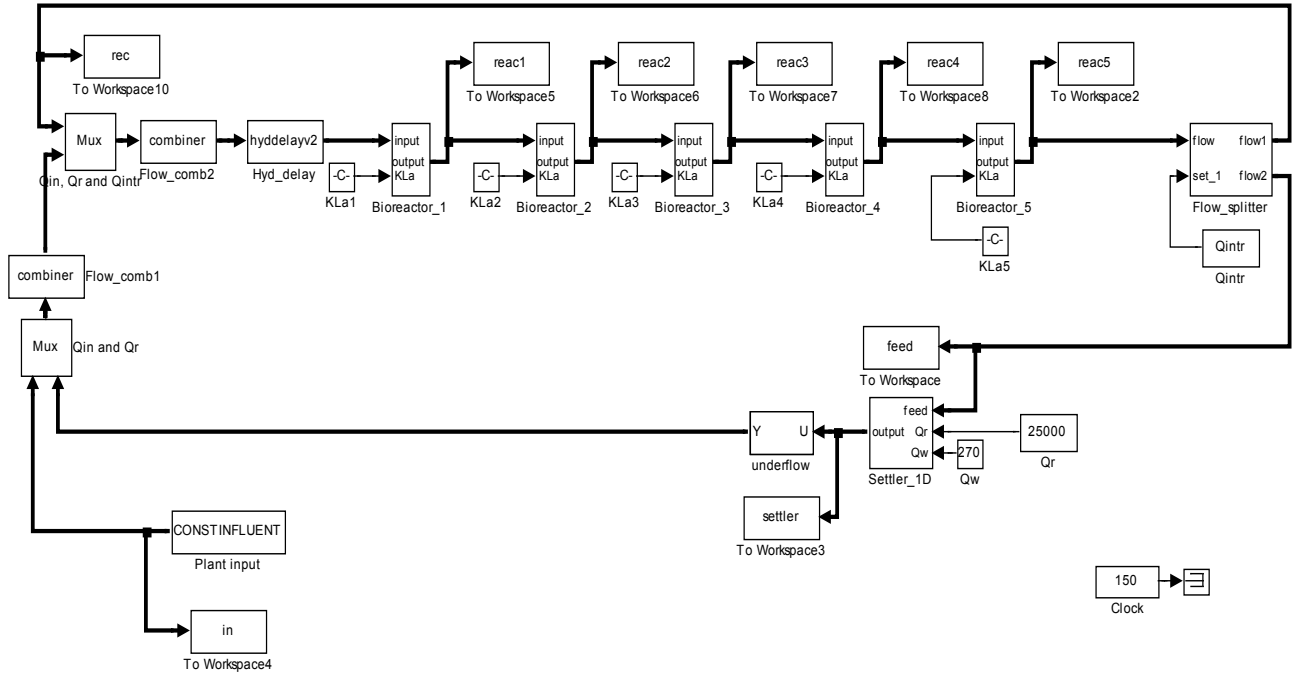 rec
To Workspace10
reac1
To Workspace5
reac2
To Workspace6
reac3
To Workspace7
reac4
To Workspace8
reac5
To Workspace2
Mux
Qin, Qr and Qintr
combiner
Flow_comb2
hyddelayv2
Hyd_delay
-C-
KLa1
input
output
KLa
Bioreactor_1
-C-
KLa2
input
output
KLa
Bioreactor_2
-C-
KLa3
input
output
KLa
Bioreactor_3
-C-
KLa4
input
output
KLa
Bioreactor_4
input
output
KLa
Bioreactor_5
-C-
KLa5
flow flow1
set_1 flow2
Flow_splitter
Qintr
Qintr
combiner
Flow_comb1
Mux
Qin and Qr
feed
To Workspace
feed
output Qr
Qw
Settler_1D
270
Qw
25000
Qr
Y U
underflow
settler
To Workspace3
CONSTINFLUENT
Plant input
in
To Workspace4
150
Clock